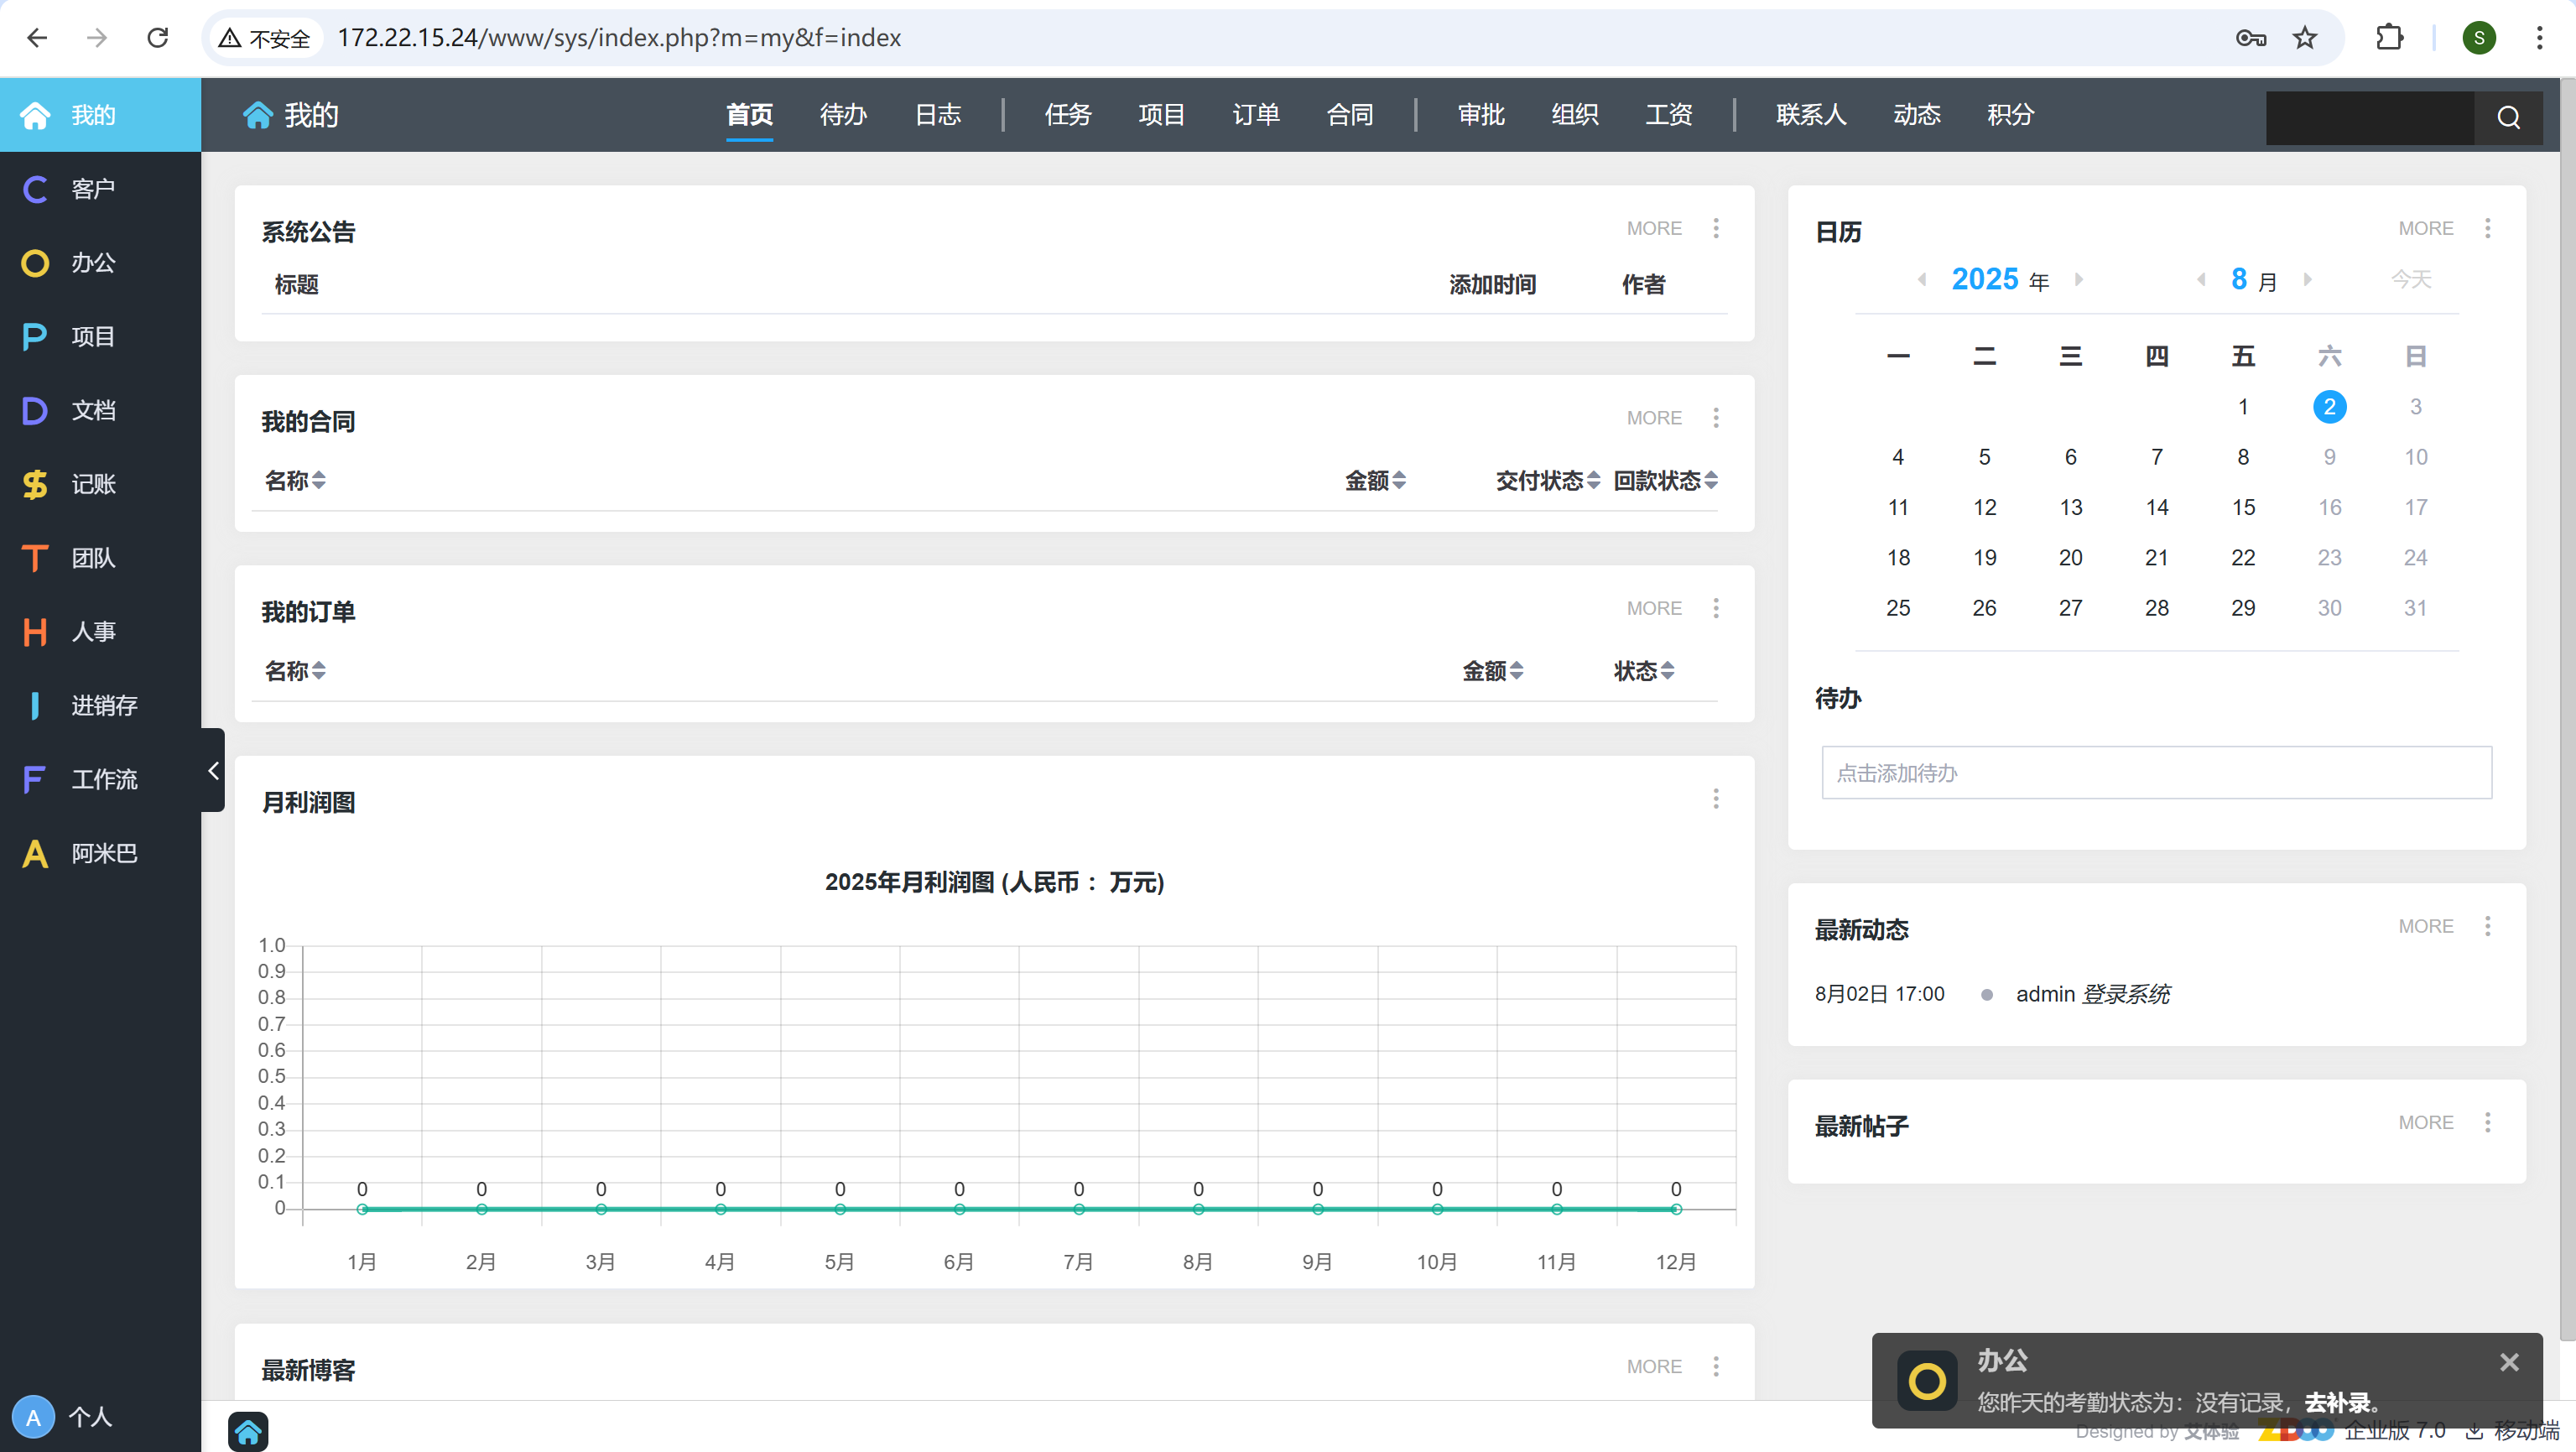 不安全 172.22.15.24/www/sys/index.php?m=my&f=index S
我的
客户
办公
项目
文档
记账
团队
人事
进销存
工作流
阿米巴
A 个人
我的 首页 待办 日志 任务 项目 订单 合同 审批 组织 工资 联系人 动态 积分
系统公告 MORE
标题 添加时间 作者
我的合同 MORE
名称 金额 交付状态 回款状态
我的订单 MORE
名称 金额 状态
月利润图
2025年月利润图 (人民币 : 万元)
1.0
0.9
0.8
0.7
0.6
0.5
0.4
0.3
0.2
0.1
0
0 0 0 0 0 0 0 0 0 0 0 0
1月 2月 3月 4月 5月 6月 7月 8月 9月 10月 11月 12月
最新博客 MORE
日历 MORE
2025 年 8 月 今天
一 二 三 四 五 六 日
1 2 3
4 5 6 7 8 9 10
11 12 13 14 15 16 17
18 19 20 21 22 23 24
25 26 27 28 29 30 31
待办
点击添加待办
最新动态 MORE
8月02日 17:00 admin 登录系统
最新帖子 MORE
办公
您昨天的考勤状态为：没有记录，去补录。
Designed by 艾体验 ZDOO 企业版 7.0 移动端